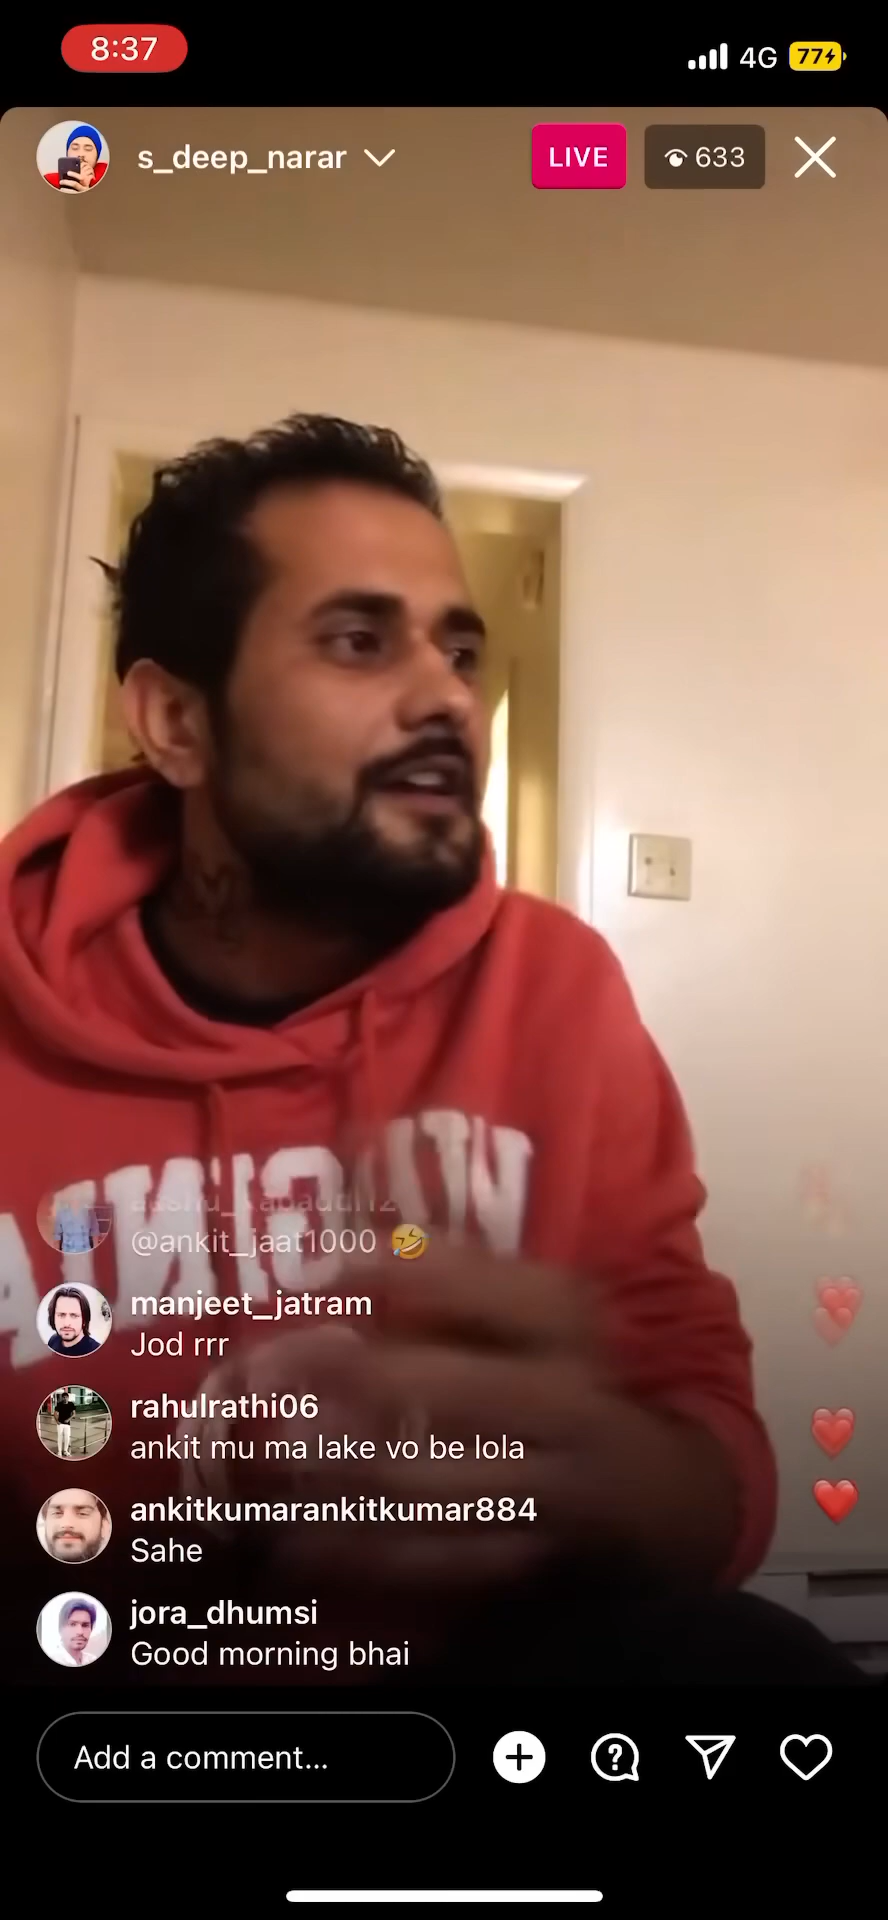 8:37
4G
77
s_deep_narar
LIVE
633
@ankit_jaat1000 🤣
manjeet_jatram
Jod rrr
rahulrathi06
ankit mu ma lake vo be lola
ankitkumarankitkumar884
Sahe
jora_dhumsi
Good morning bhai
Add a comment...